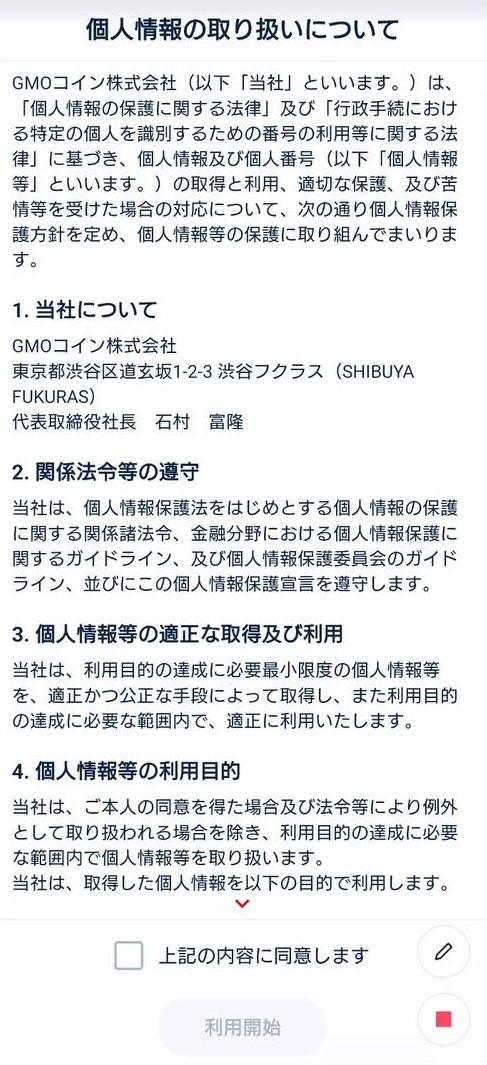 個人情報の取り扱いについて
GMOコイン株式会社（以下「当社」といいます。）は、
「個人情報の保護に関する法律」及び「行政手続におけ
る特定の個人を識別するための番号の利用等に関する法
律」に基づき、個人情報及び個人番号（以下「個人情報
等」といいます。）の取得と利用、適切な保護、及び苦
情等を受けた場合の対応について、次の通り個人情報保
護方針を定め、個人情報等の保護に取り組んでまいりま
す。
1. 当社について
GMOコイン株式会社
東京都渋谷区道玄坂1-2-3 渋谷フクラス（SHIBUYA
FUKURAS）
代表取締役社長　石村　富隆
2. 関係法令等の遵守
当社は、個人情報保護法をはじめとする個人情報の保護
に関する関係諸法令、金融分野における個人情報保護に
関するガイドライン、及び個人情報保護委員会のガイド
ライン、並びにこの個人情報保護宣言を遵守します。
3. 個人情報等の適正な取得及び利用
当社は、利用目的の達成に必要最小限度の個人情報等
を、適正かつ公正な手段によって取得し、また利用目的
の達成に必要な範囲内で、適正に利用いたします。
4. 個人情報等の利用目的
当社は、ご本人の同意を得た場合及び法令等により例外
として取り扱われる場合を除き、利用目的の達成に必要
な範囲内で個人情報等を取り扱います。
当社は、取得した個人情報を以下の目的で利用します。
上記の内容に同意します
利用開始